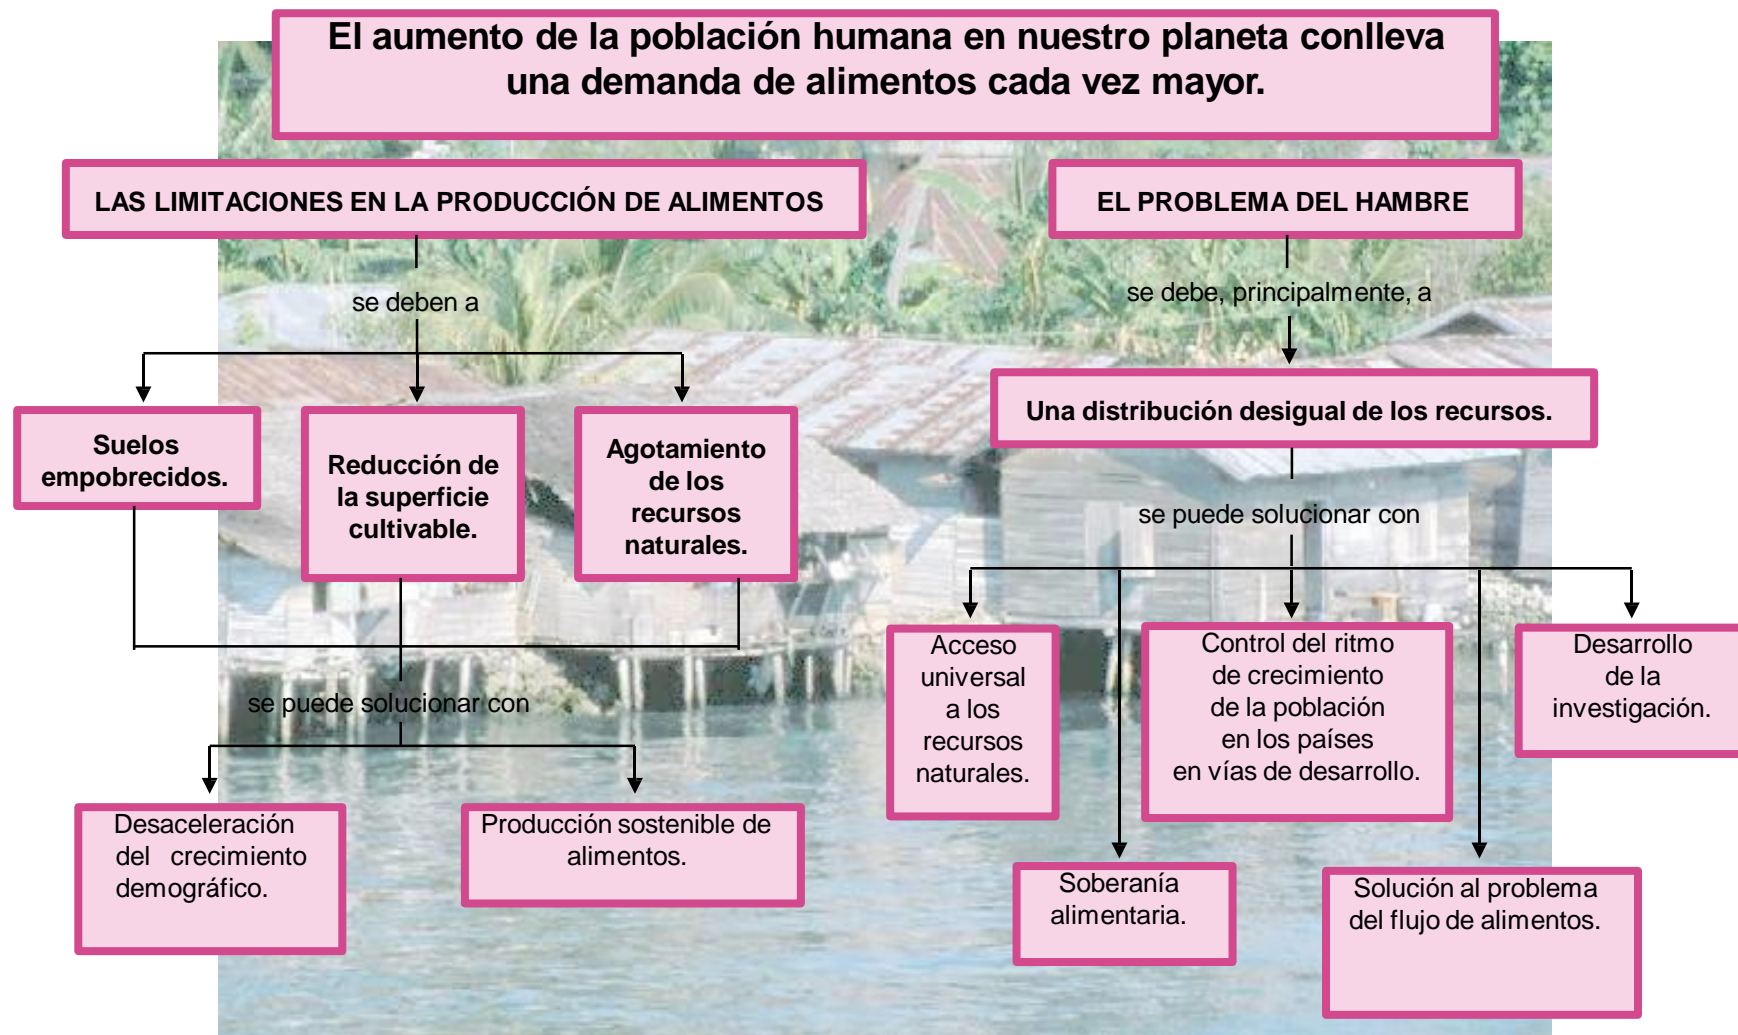 El aumento de la población humana en nuestro planeta conlleva
una demanda de alimentos cada vez mayor.
LAS LIMITACIONES EN LA PRODUCCIÓN DE ALIMENTOS
EL PROBLEMA DEL HAMBRE
se deben a
se debe, principalmente, a
Suelos
empobrecidos.
Reducción de
la superficie
cultivable.
Agotamiento
de los
recursos
naturales.
Una distribución desigual de los recursos.
se puede solucionar con
se puede solucionar con
Desaceleración
del crecimiento
demográfico.
Producción sostenible de
alimentos.
Acceso
universal
a los
recursos
naturales.
Control del ritmo
de crecimiento
de la población
en los países
en vías de desarrollo.
Desarrollo
de la
investigación.
Soberanía
alimentaria.
Solución al problema
del flujo de alimentos.